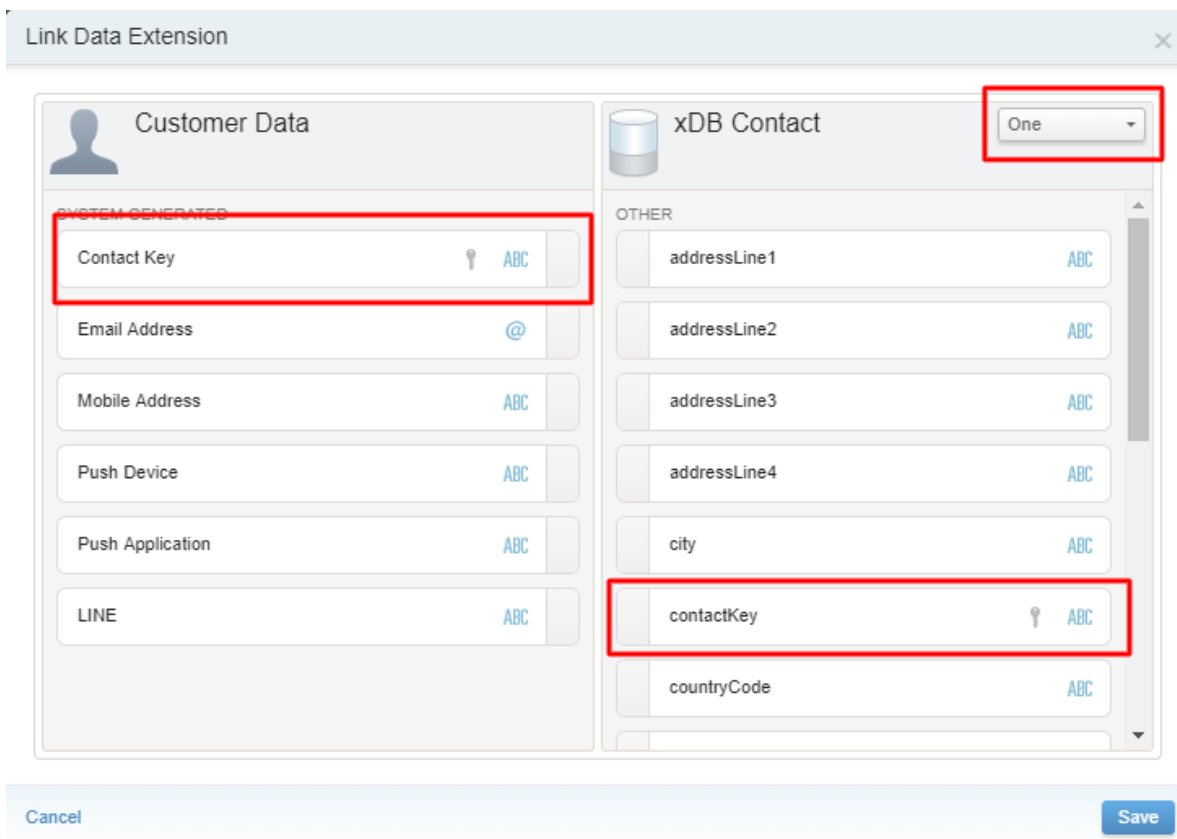 Link Data Extension
×
Customer Data
SYSTEM GENERATED
Contact Key ABC
Email Address @
Mobile Address ABC
Push Device ABC
Push Application ABC
LINE ABC
xDB Contact
One
OTHER
addressLine1 ABC
addressLine2 ABC
addressLine3 ABC
addressLine4 ABC
city ABC
contactKey ABC
countryCode ABC
Cancel
Save